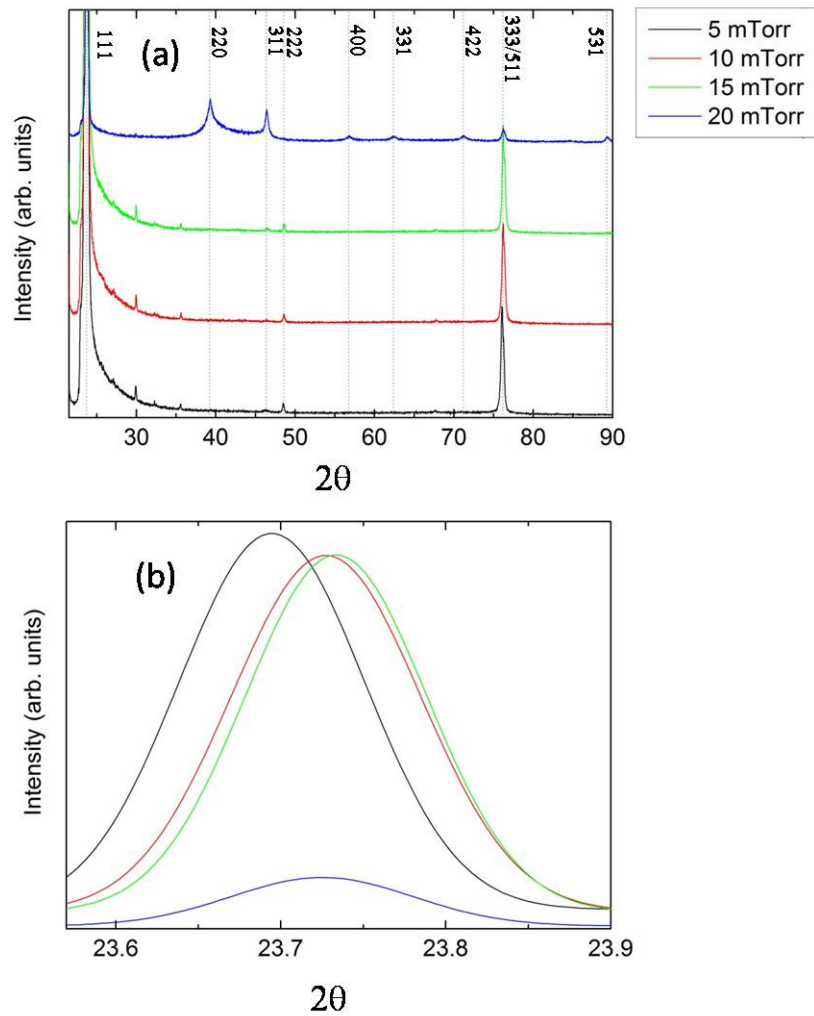 (a)
111
220
311
222
400
331
422
333/511
531
5 mTorr
10 mTorr
15 mTorr
20 mTorr
Intensity (arb. units)
30 40 50 60 70 80 90
2θ
(b)
Intensity (arb. units)
23.6 23.7 23.8 23.9
2θ